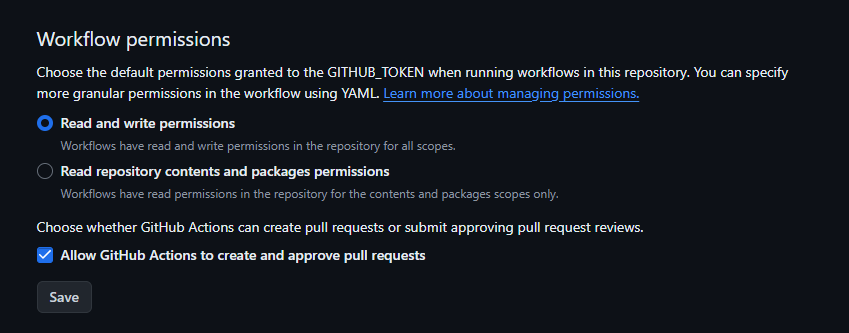 Workflow permissions
Choose the default permissions granted to the GITHUB_TOKEN when running workflows in this repository. You can specify
more granular permissions in the workflow using YAML. Learn more about managing permissions.
Read and write permissions
Workflows have read and write permissions in the repository for all scopes.
Read repository contents and packages permissions
Workflows have read permissions in the repository for the contents and packages scopes only.
Choose whether GitHub Actions can create pull requests or submit approving pull request reviews.
Allow GitHub Actions to create and approve pull requests
Save